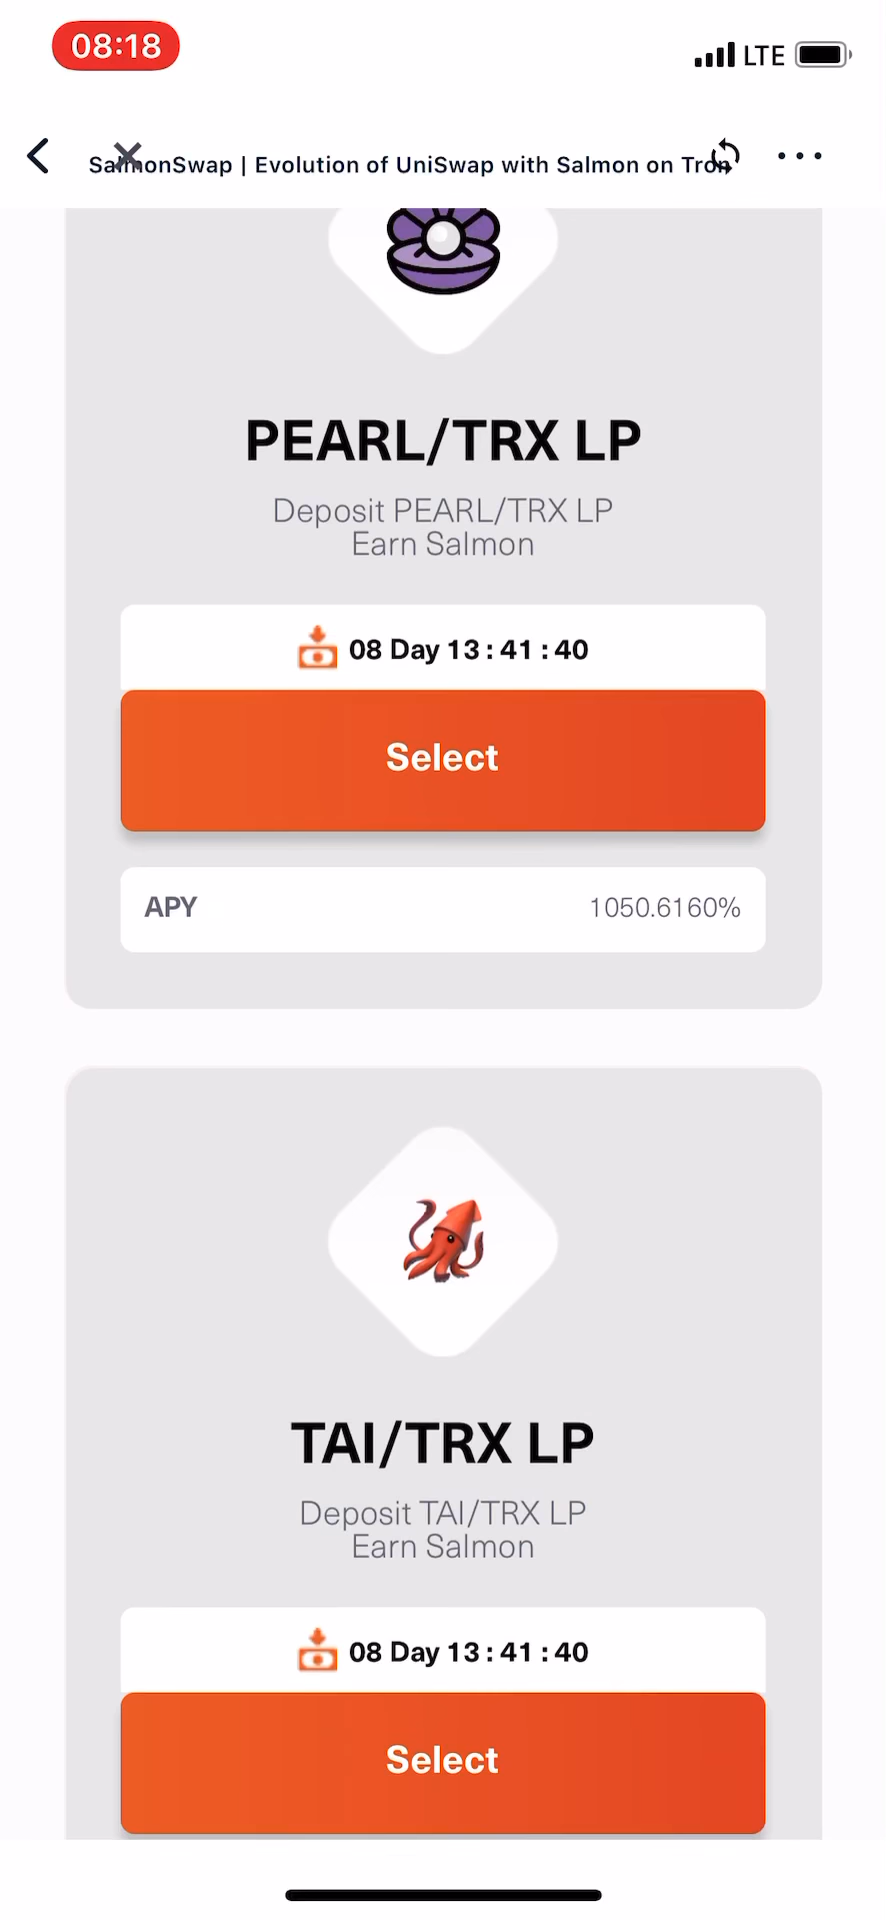 08:18
LTE
SalmonSwap | Evolution of UniSwap with Salmon on Tron
PEARL/TRX LP
Deposit PEARL/TRX LP
Earn Salmon
08 Day 13 : 41 : 40
Select
APY 1050.6160%
TAI/TRX LP
Deposit TAI/TRX LP
Earn Salmon
08 Day 13 : 41 : 40
Select